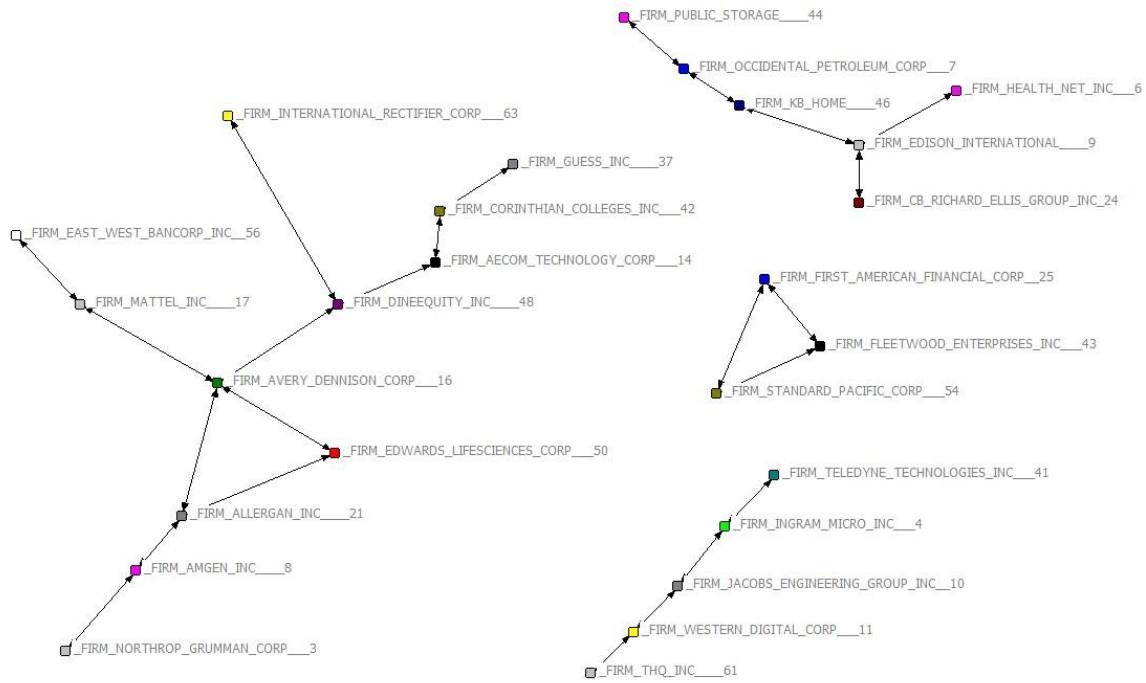 _FIRM_PUBLIC_STORAGE____44
_FIRM_OCCIDENTAL_PETROLEUM_CORP___7
_FIRM_HEALTH_NET_INC___6
_FIRM_KB_HOME____46
_FIRM_INTERNATIONAL_RECTIFIER_CORP___63
_FIRM_EDISON_INTERNATIONAL____9
_FIRM_GUESS_INC____37
_FIRM_CB_RICHARD_ELLIS_GROUP_INC_24
_FIRM_CORINTHIAN_COLLEGES_INC___42
_FIRM_EAST_WEST_BANCORP_INC__56
_FIRM_AECOM_TECHNOLOGY_CORP___14
_FIRM_FIRST_AMERICAN_FINANCIAL_CORP__25
_FIRM_MATTEL_INC____17
_FIRM_DINEEQUITY_INC____48
_FIRM_FLEETWOOD_ENTERPRISES_INC___43
_FIRM_AVERY_DENNISON_CORP___16
_FIRM_STANDARD_PACIFIC_CORP___54
_FIRM_EDWARDS_LIFESCIENCES_CORP___50
_FIRM_TELEDYNE_TECHNOLOGIES_INC___41
_FIRM_ALLERGAN_INC____21
_FIRM_INGRAM_MICRO_INC___4
_FIRM_AMGEN_INC____8
_FIRM_JACOBS_ENGINEERING_GROUP_INC__10
_FIRM_WESTERN_DIGITAL_CORP___11
_FIRM_NORTHROP_GRUMMAN_CORP___3
_FIRM_THQ_INC____61